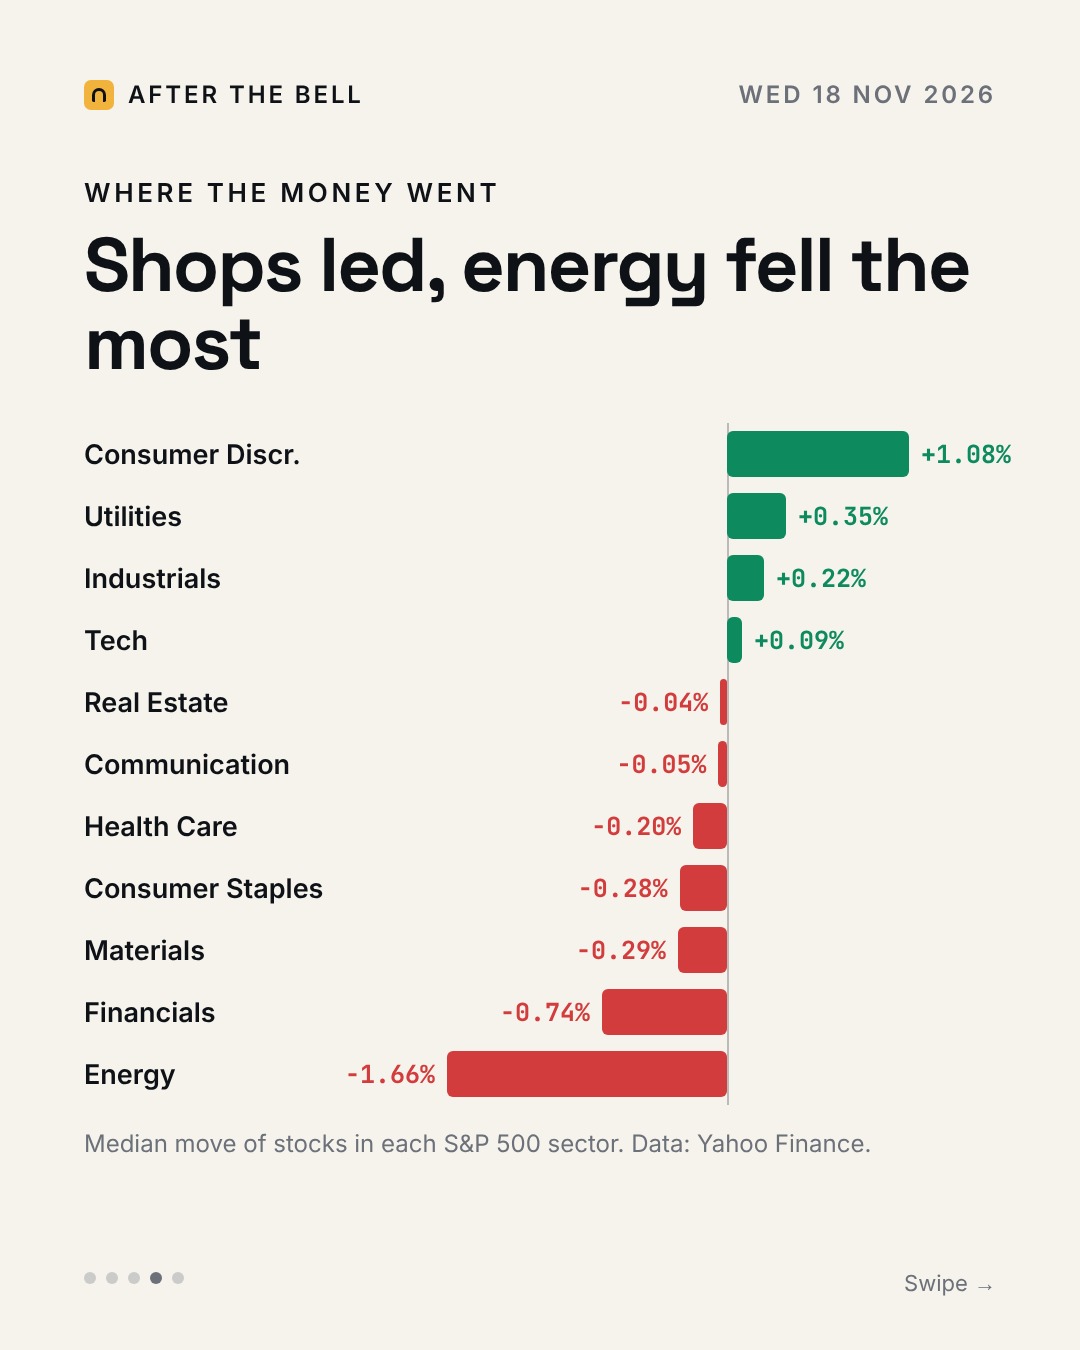 AFTER THE BELL
WED 18 NOV 2026
WHERE THE MONEY WENT
Shops led, energy fell the
most
Consumer Discr. +1.08%
Utilities +0.35%
Industrials +0.22%
Tech +0.09%
Real Estate -0.04%
Communication -0.05%
Health Care -0.20%
Consumer Staples -0.28%
Materials -0.29%
Financials -0.74%
Energy -1.66%
Median move of stocks in each S&P 500 sector. Data: Yahoo Finance.
Swipe →